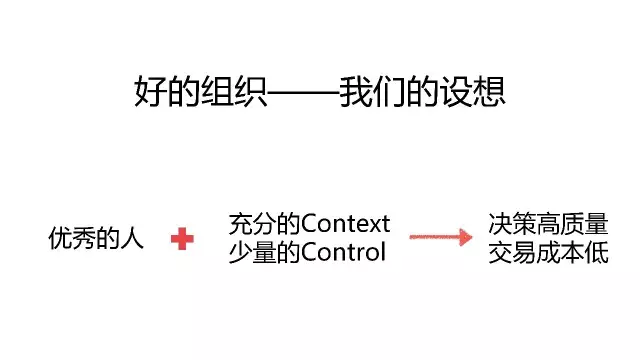 好的组织——我们的设想
优秀的人
充分的Context
少量的Control
决策高质量
交易成本低